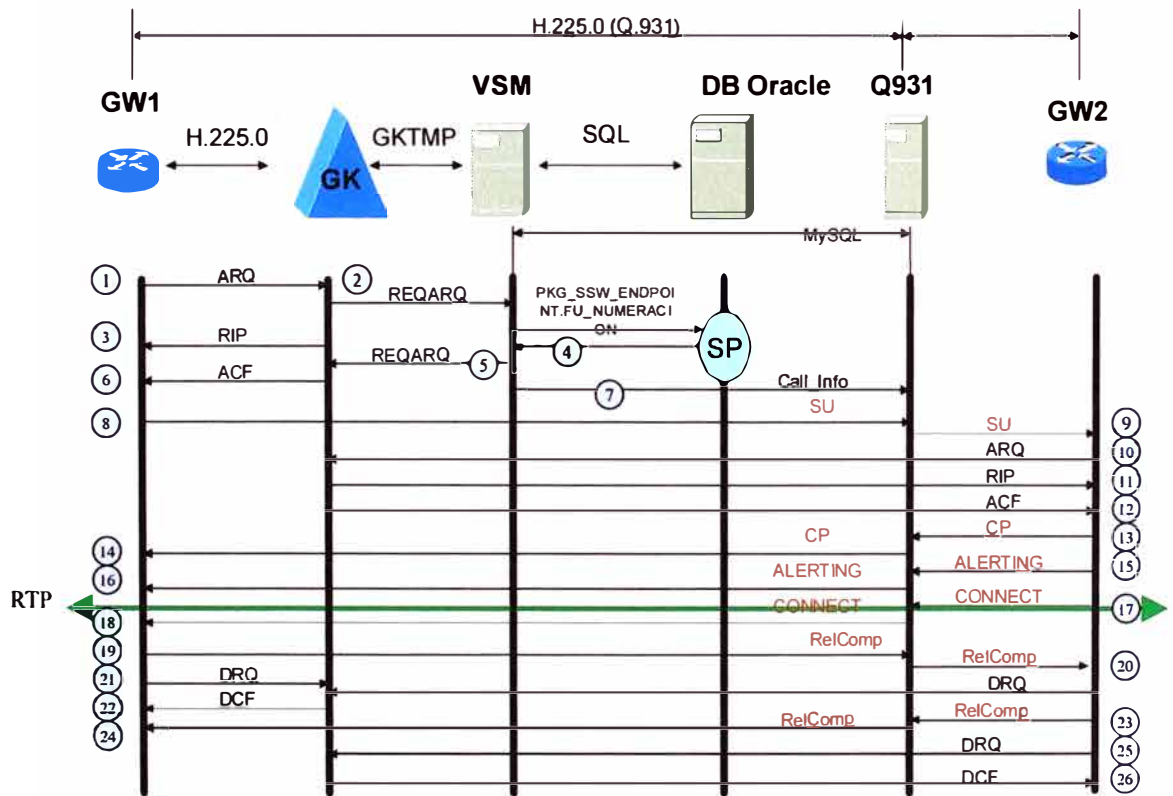 H.225.0 (Q.931)
VSM
DB Oracle
Q931
GW1
GW2
H.225.0
GKTMP
SQL
GK
MySQL
1
ARQ
2
REQARQ
PKG_SSW_ENDPOI
NT.FU_NUMERACI
ON
3
RIP
4
SP
REQARQ
5
6
ACF
7
Call_Info
SU
8
SU
9
ARQ
10
RIP
11
ACF
12
CP
CP
13
14
ALERTING
ALERTING
15
16
RTP
CONNECT
CONNECT
17
18
19
RelComp
RelComp
20
21
DRQ
DRQ
22
DCF
RelComp
RelComp
23
24
DRQ
25
DCF
26